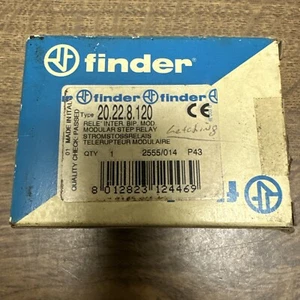 finder
finder finder
Type 20.22.8.120
CE
RELE' INTER. BIP. MOD.
MODULAR STEP RELAY
Latching
STROMSTOSSRELAIS
TELERUPTEUR MODULAIRE
QTY 1 2555/014 P43
8 012823 124469
01 MADE IN ITALY
QUALITY CHECK: PASSED